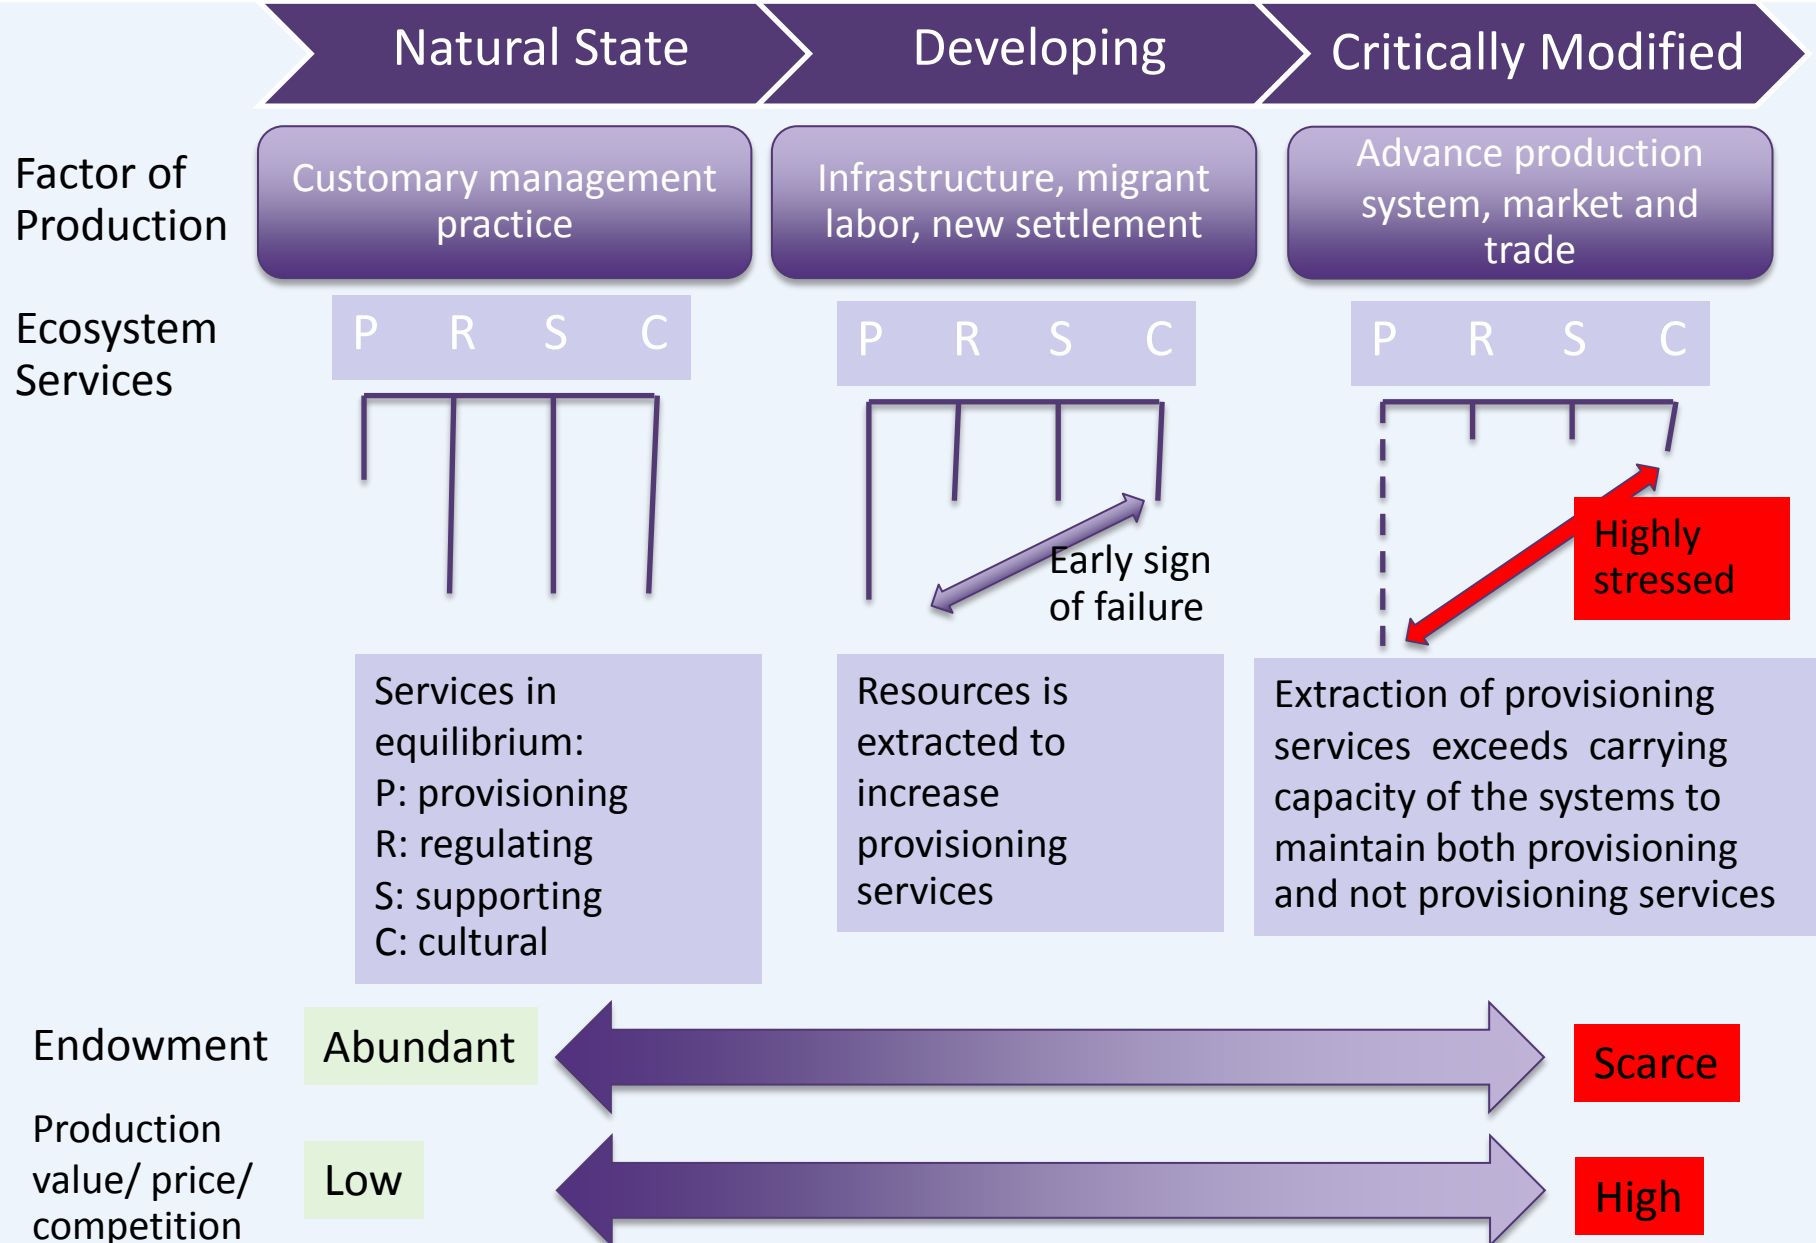 Natural State
Developing
Critically Modified
Factor of
Production
Customary management
practice
Infrastructure, migrant
labor, new settlement
Advance production
system, market and
trade
Ecosystem
Services
P R S C
P R S C
P R S C
Early sign
of failure
Highly
stressed
Services in
equilibrium:
P: provisioning
R: regulating
S: supporting
C: cultural
Resources is
extracted to
increase
provisioning
services
Extraction of provisioning
services exceeds carrying
capacity of the systems to
maintain both provisioning
and not provisioning services
Endowment
Abundant
Scarce
Production
value/ price/
competition
Low
High